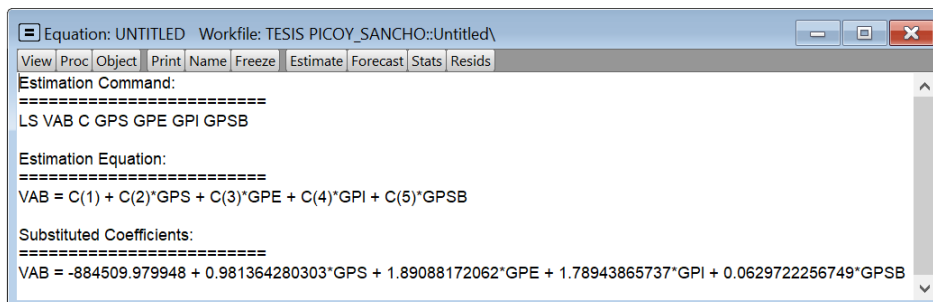 Equation: UNTITLED Workfile: TESIS PICOY_SANCHO::Untitled\
View Proc Object Print Name Freeze Estimate Forecast Stats Resids
Estimation Command:
=========================
LS VAB C GPS GPE GPI GPSB
Estimation Equation:
=========================
VAB = C(1) + C(2)*GPS + C(3)*GPE + C(4)*GPI + C(5)*GPSB
Substituted Coefficients:
=========================
VAB = -884509.979948 + 0.981364280303*GPS + 1.89088172062*GPE + 1.78943865737*GPI + 0.0629722256749*GPSB